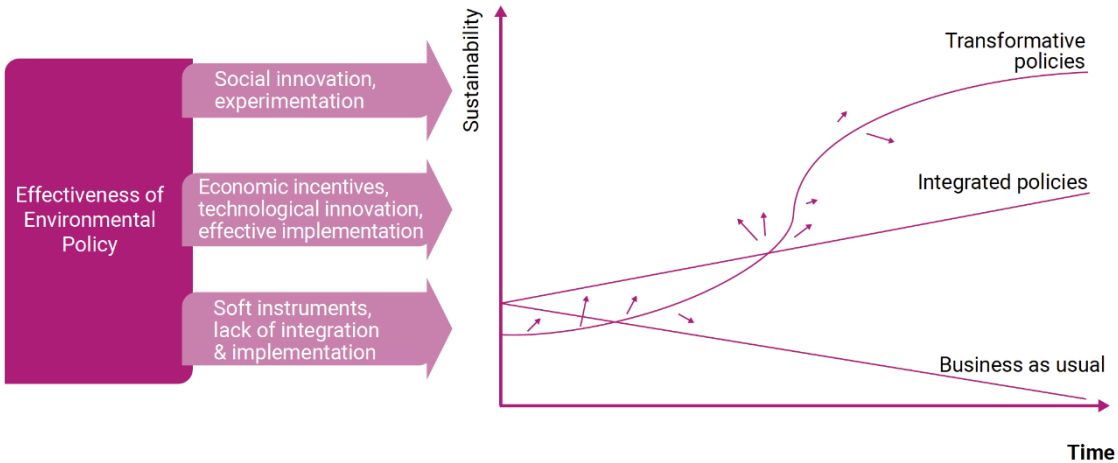 Effectiveness of
Environmental
Policy
Social innovation,
experimentation
Economic incentives,
technological innovation,
effective implementation
Soft instruments,
lack of integration
& implementation
Sustainability
Transformative
policies
Integrated policies
Business as usual
Time